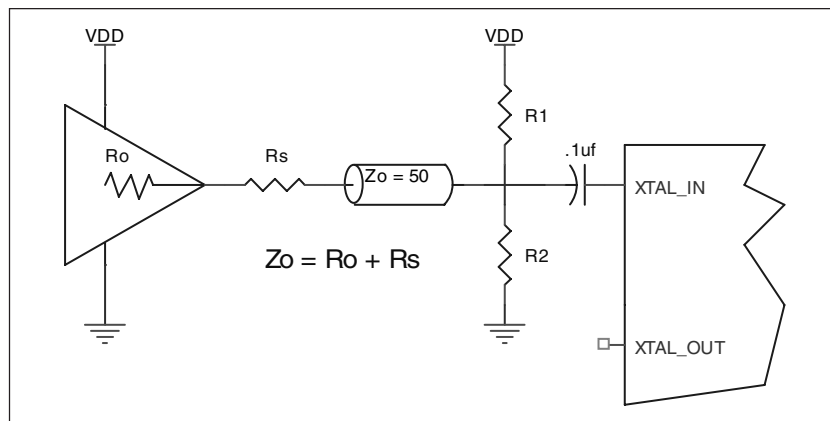 VDD
VDD
R1
Ro
Rs
Zo = 50
.1uf
XTAL_IN
Zo = Ro + Rs
R2
XTAL_OUT